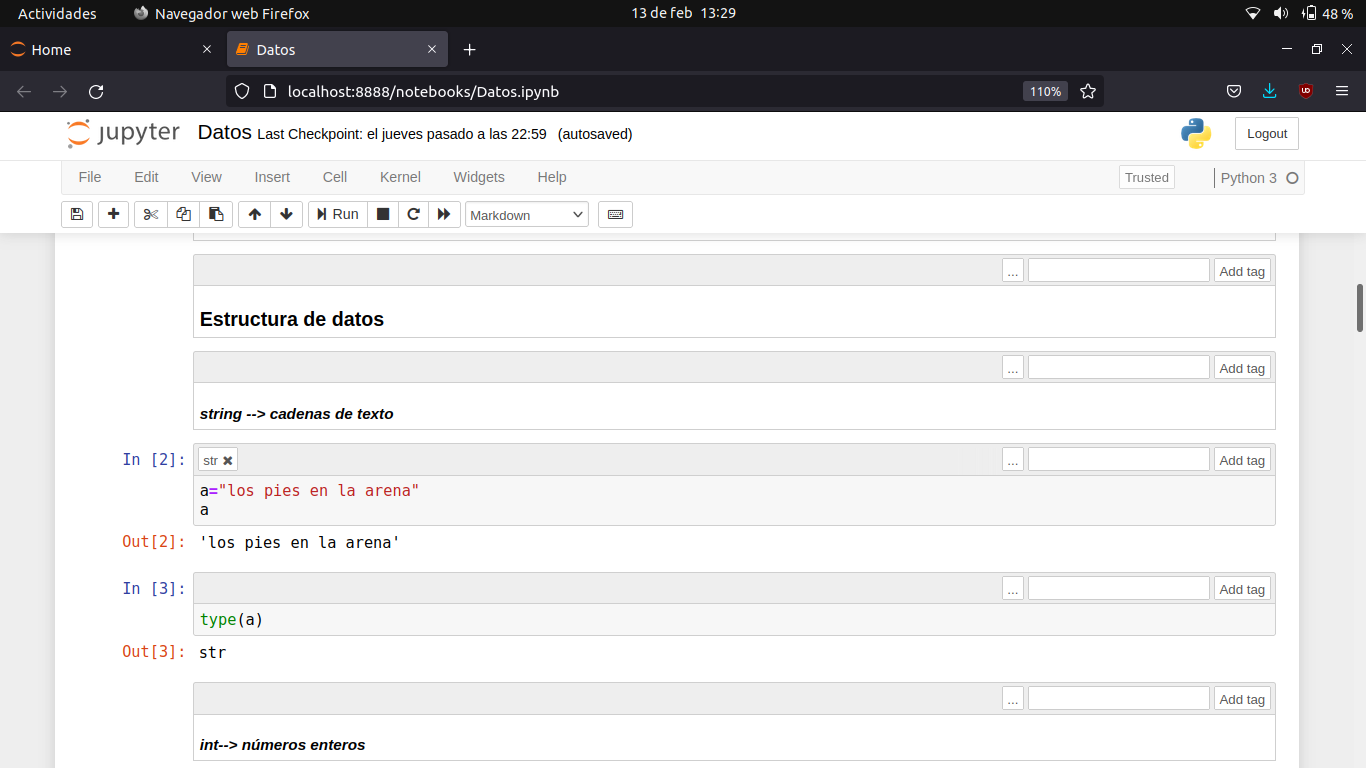 Actividades Navegador web Firefox 13 de feb 13:29 48 %
Home Datos
localhost:8888/notebooks/Datos.ipynb 110%
jupyter Datos Last Checkpoint: el jueves pasado a las 22:59 (autosaved) Logout
File Edit View Insert Cell Kernel Widgets Help Trusted Python 3
Run Markdown
... Add tag
Estructura de datos
... Add tag
string --> cadenas de texto
In [2]: str ... Add tag
a="los pies en la arena"
a
Out[2]: 'los pies en la arena'
In [3]: ... Add tag
type(a)
Out[3]: str
... Add tag
int--> números enteros